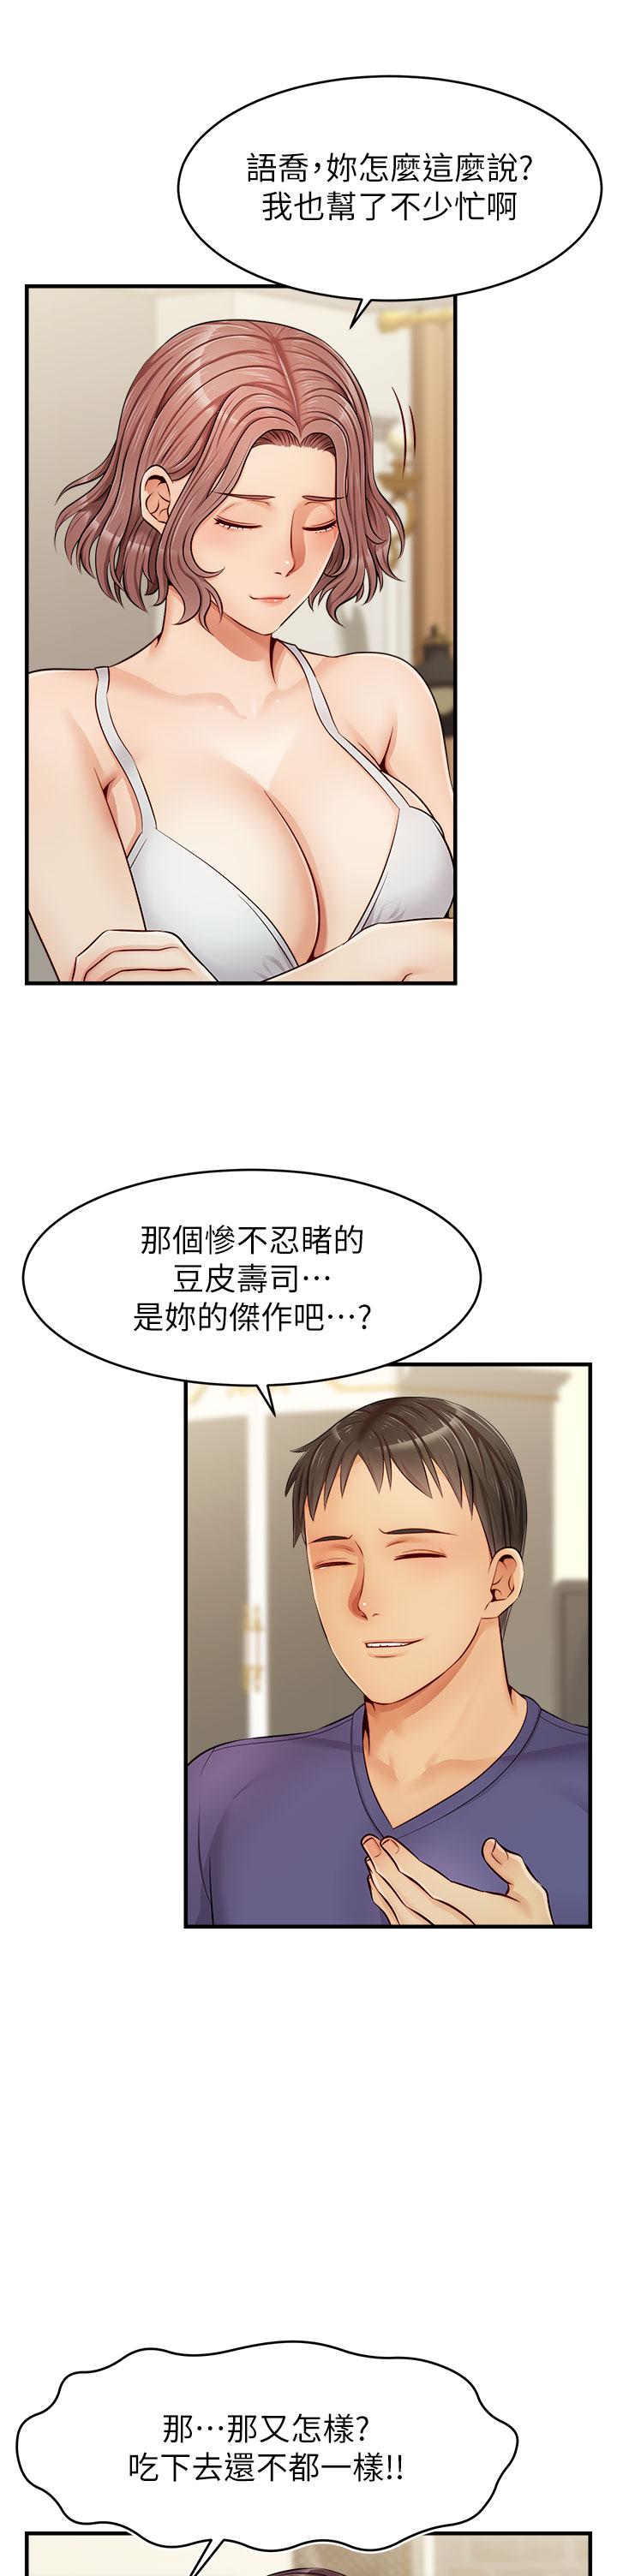 語喬，妳怎麼這麼說?
我也幫了不少忙啊
那個慘不忍睹的
豆皮壽司⋯
是妳的傑作吧⋯?
那⋯那又怎樣?
吃下去還不都一樣!!